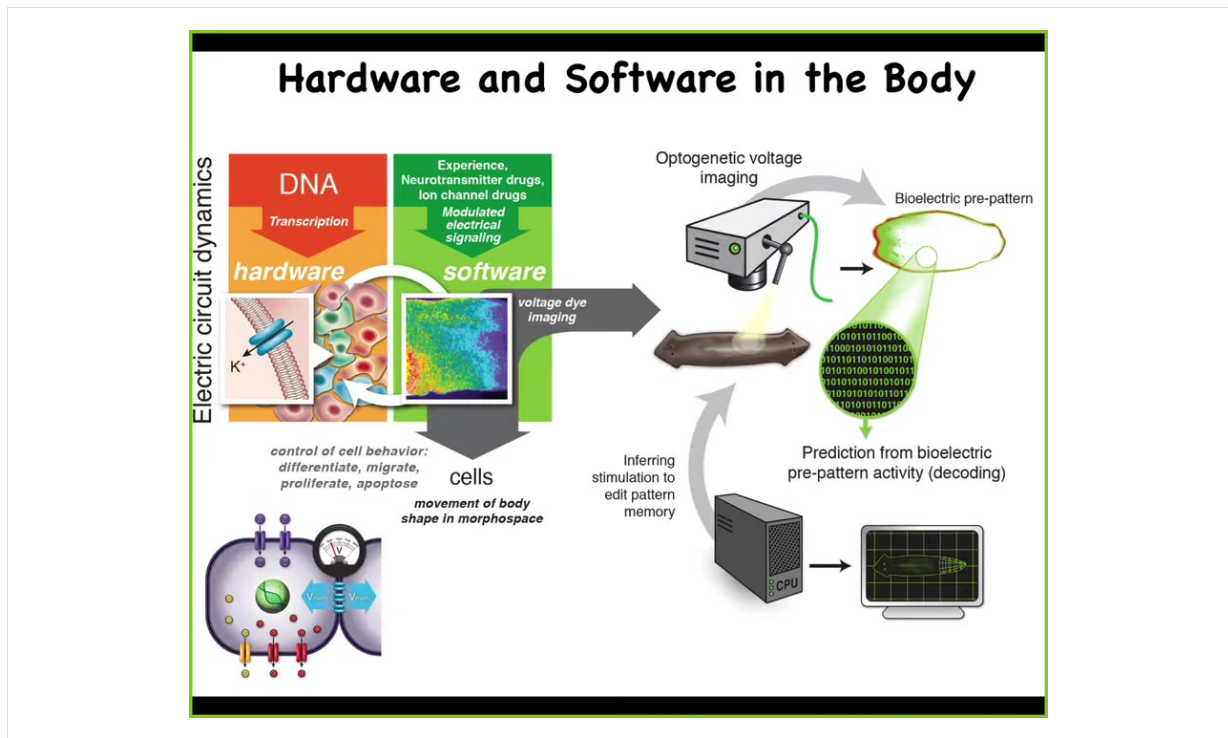 Hardware and Software in the Body
Electric circuit dynamics
DNA
Transcription
hardware
K+
Experience,
Neurotransmitter drugs,
Ion channel drugs
Modulated
electrical
signaling
software
voltage dye
imaging
control of cell behavior:
differentiate, migrate,
proliferate, apoptose
cells
movement of body
shape in morphospace
V
Vmem
Vmem
Optogenetic voltage
imaging
Bioelectric pre-pattern
Prediction from bioelectric
pre-pattern activity (decoding)
Inferring
stimulation to
edit pattern
memory
CPU